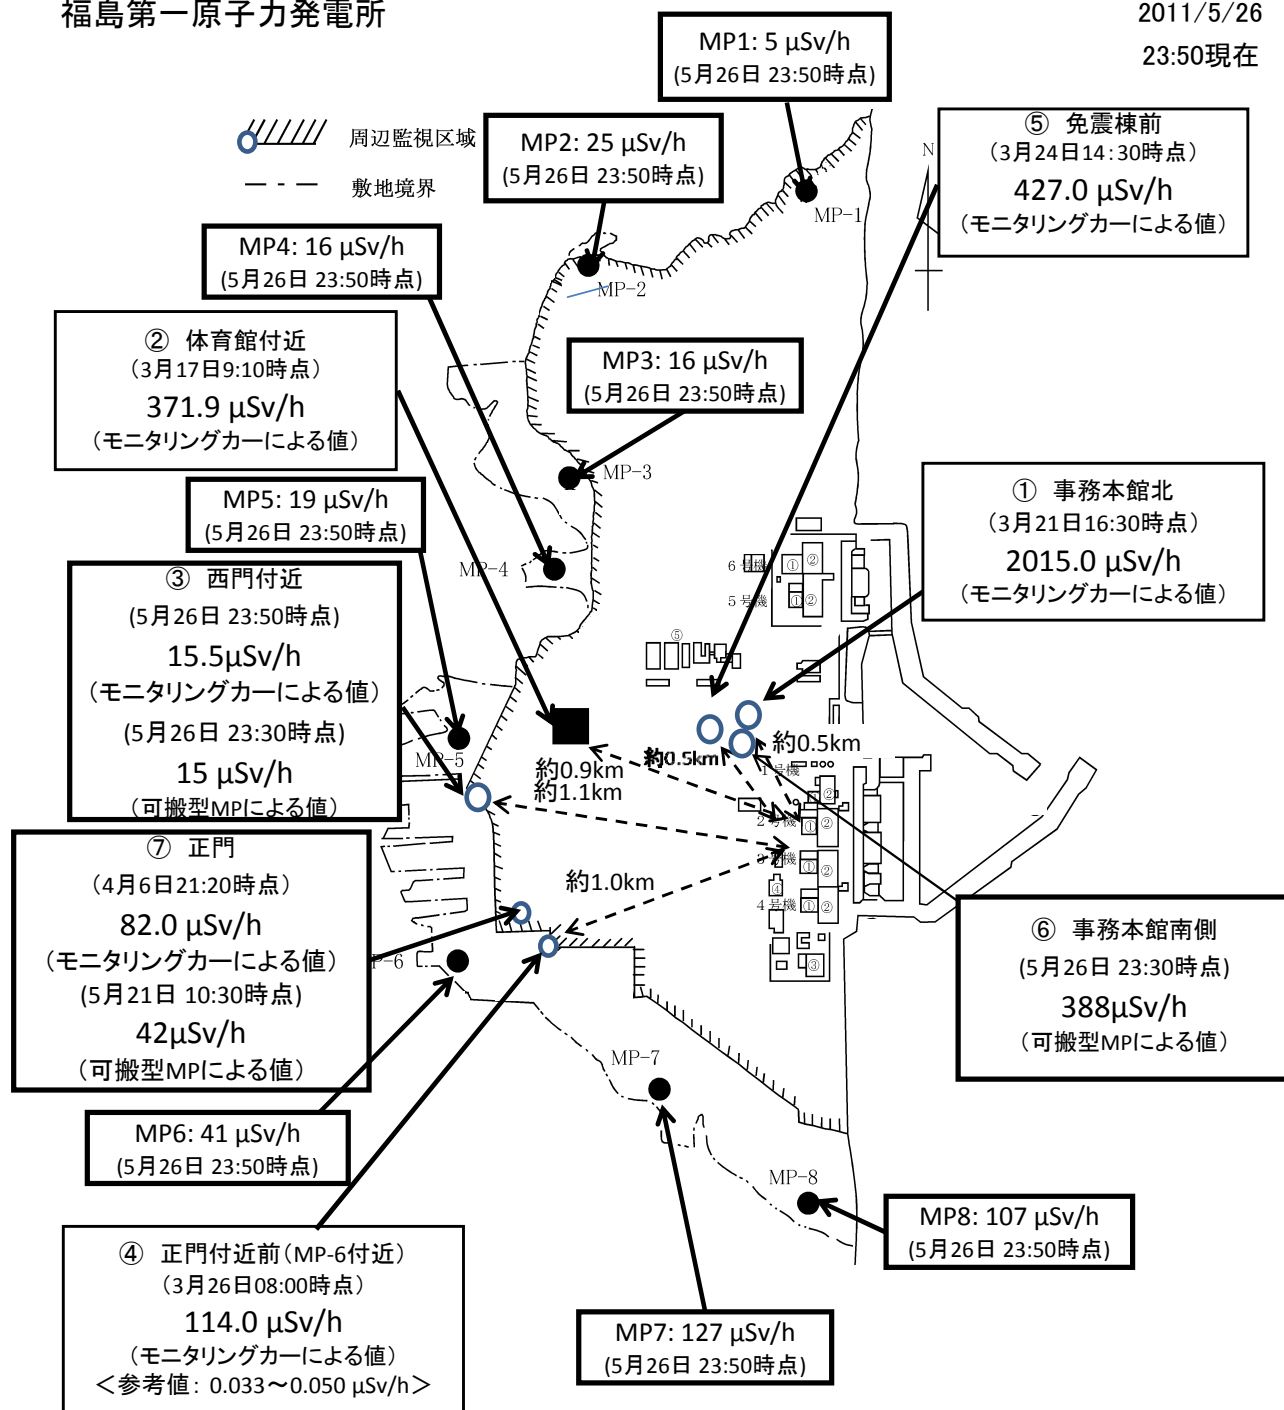 福島第一原子力発電所
2011/5/26
23:50現在
周辺監視区域
敷地境界
MP1: 5 μSv/h
(5月26日 23:50時点)
MP2: 25 μSv/h
(5月26日 23:50時点)
⑤ 免震棟前
(3月24日14:30時点)
427.0 μSv/h
(モニタリングカーによる値)
N
MP-1
MP4: 16 μSv/h
(5月26日 23:50時点)
MP-2
② 体育館付近
(3月17日9:10時点)
371.9 μSv/h
(モニタリングカーによる値)
MP3: 16 μSv/h
(5月26日 23:50時点)
MP-3
MP5: 19 μSv/h
(5月26日 23:50時点)
① 事務本館北
(3月21日16:30時点)
2015.0 μSv/h
(モニタリングカーによる値)
MP-4
6号機 ① ②
5号機 ① ②
③ 西門付近
(5月26日 23:50時点)
15.5μSv/h
(モニタリングカーによる値)
(5月26日 23:30時点)
15 μSv/h
(可搬型MPによる値)
⑤
MP-5
約0.9km
約1.1km
約0.5km
約0.5km
1号機
① ②
2号機 ① ②
3号機 ① ②
④
4号機 ① ②
③
約1.0km
⑦ 正門
(4月6日21:20時点)
82.0 μSv/h
(モニタリングカーによる値)
(5月21日 10:30時点)
42μSv/h
(可搬型MPによる値)
P-6
⑥ 事務本館南側
(5月26日 23:30時点)
388μSv/h
(可搬型MPによる値)
MP-7
MP6: 41 μSv/h
(5月26日 23:50時点)
MP-8
MP8: 107 μSv/h
(5月26日 23:50時点)
④ 正門付近前(MP-6付近)
(3月26日08:00時点)
114.0 μSv/h
(モニタリングカーによる値)
<参考値: 0.033~0.050 μSv/h>
MP7: 127 μSv/h
(5月26日 23:50時点)